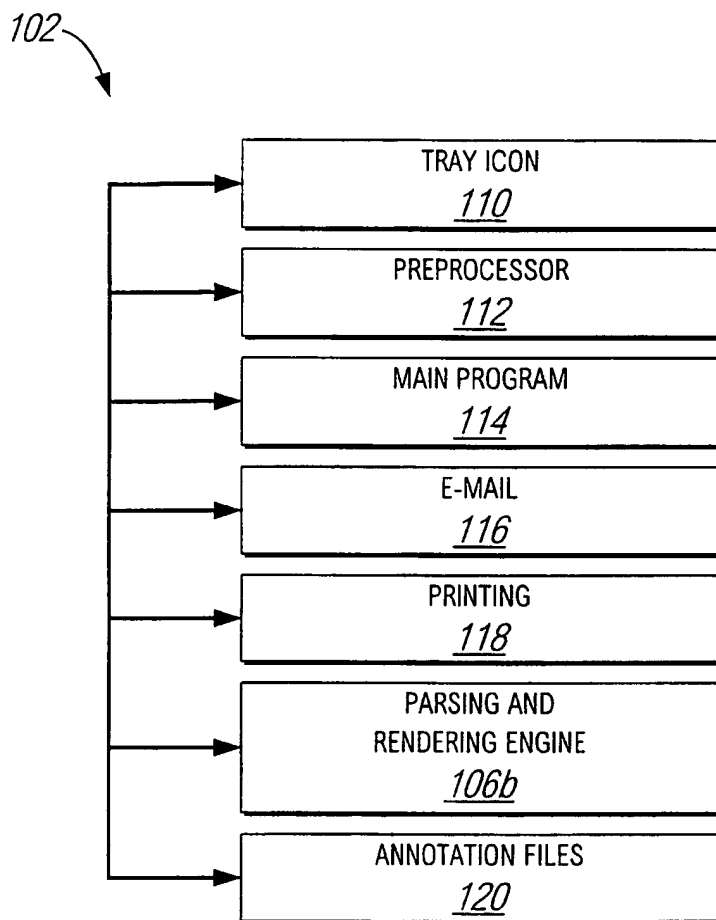 102
TRAY ICON
110
PREPROCESSOR
112
MAIN PROGRAM
114
E-MAIL
116
PRINTING
118
PARSING AND
RENDERING ENGINE
106b
ANNOTATION FILES
120